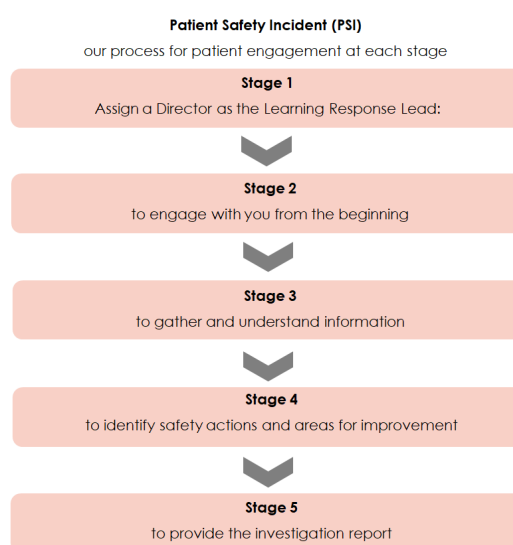 Patient Safety Incident (PSI)
our process for patient engagement at each stage
Stage 1
Assign a Director as the Learning Response Lead:
Stage 2
to engage with you from the beginning
Stage 3
to gather and understand information
Stage 4
to identify safety actions and areas for improvement
Stage 5
to provide the investigation report